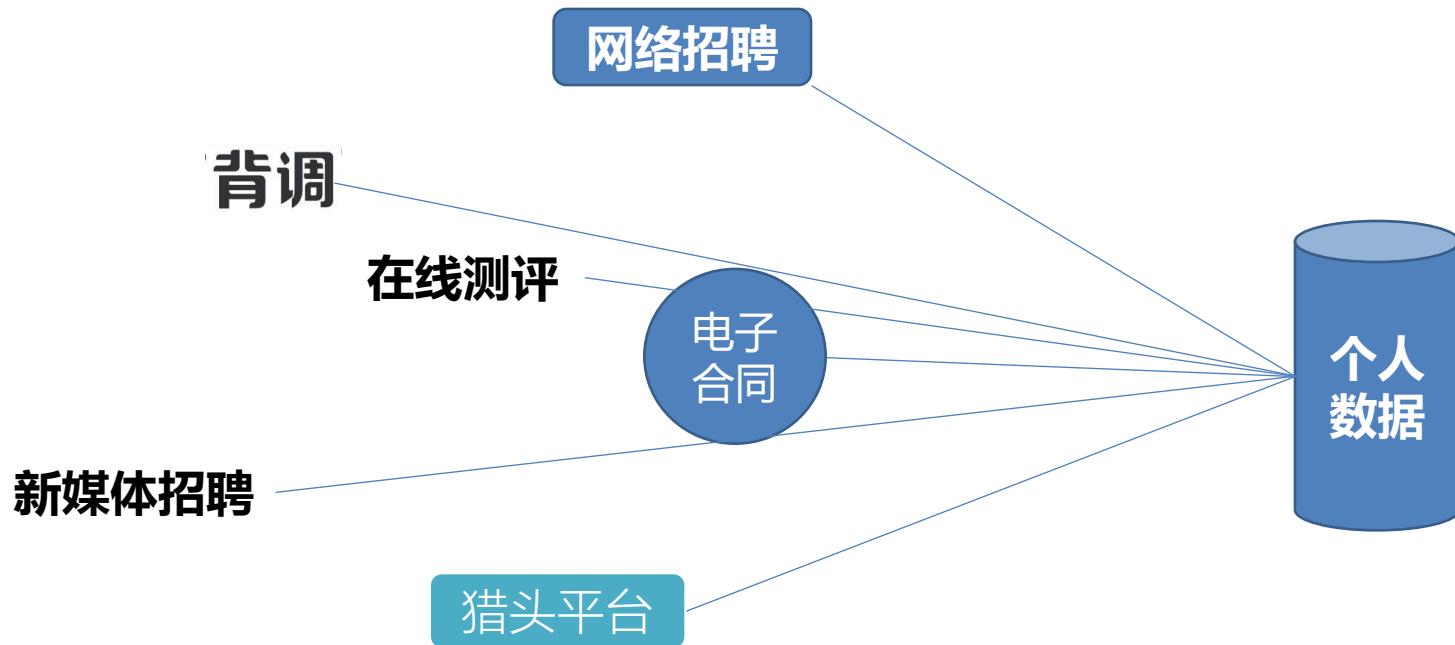 网络招聘
背调
在线测评
电子
合同
个人
数据
新媒体招聘
猎头平台